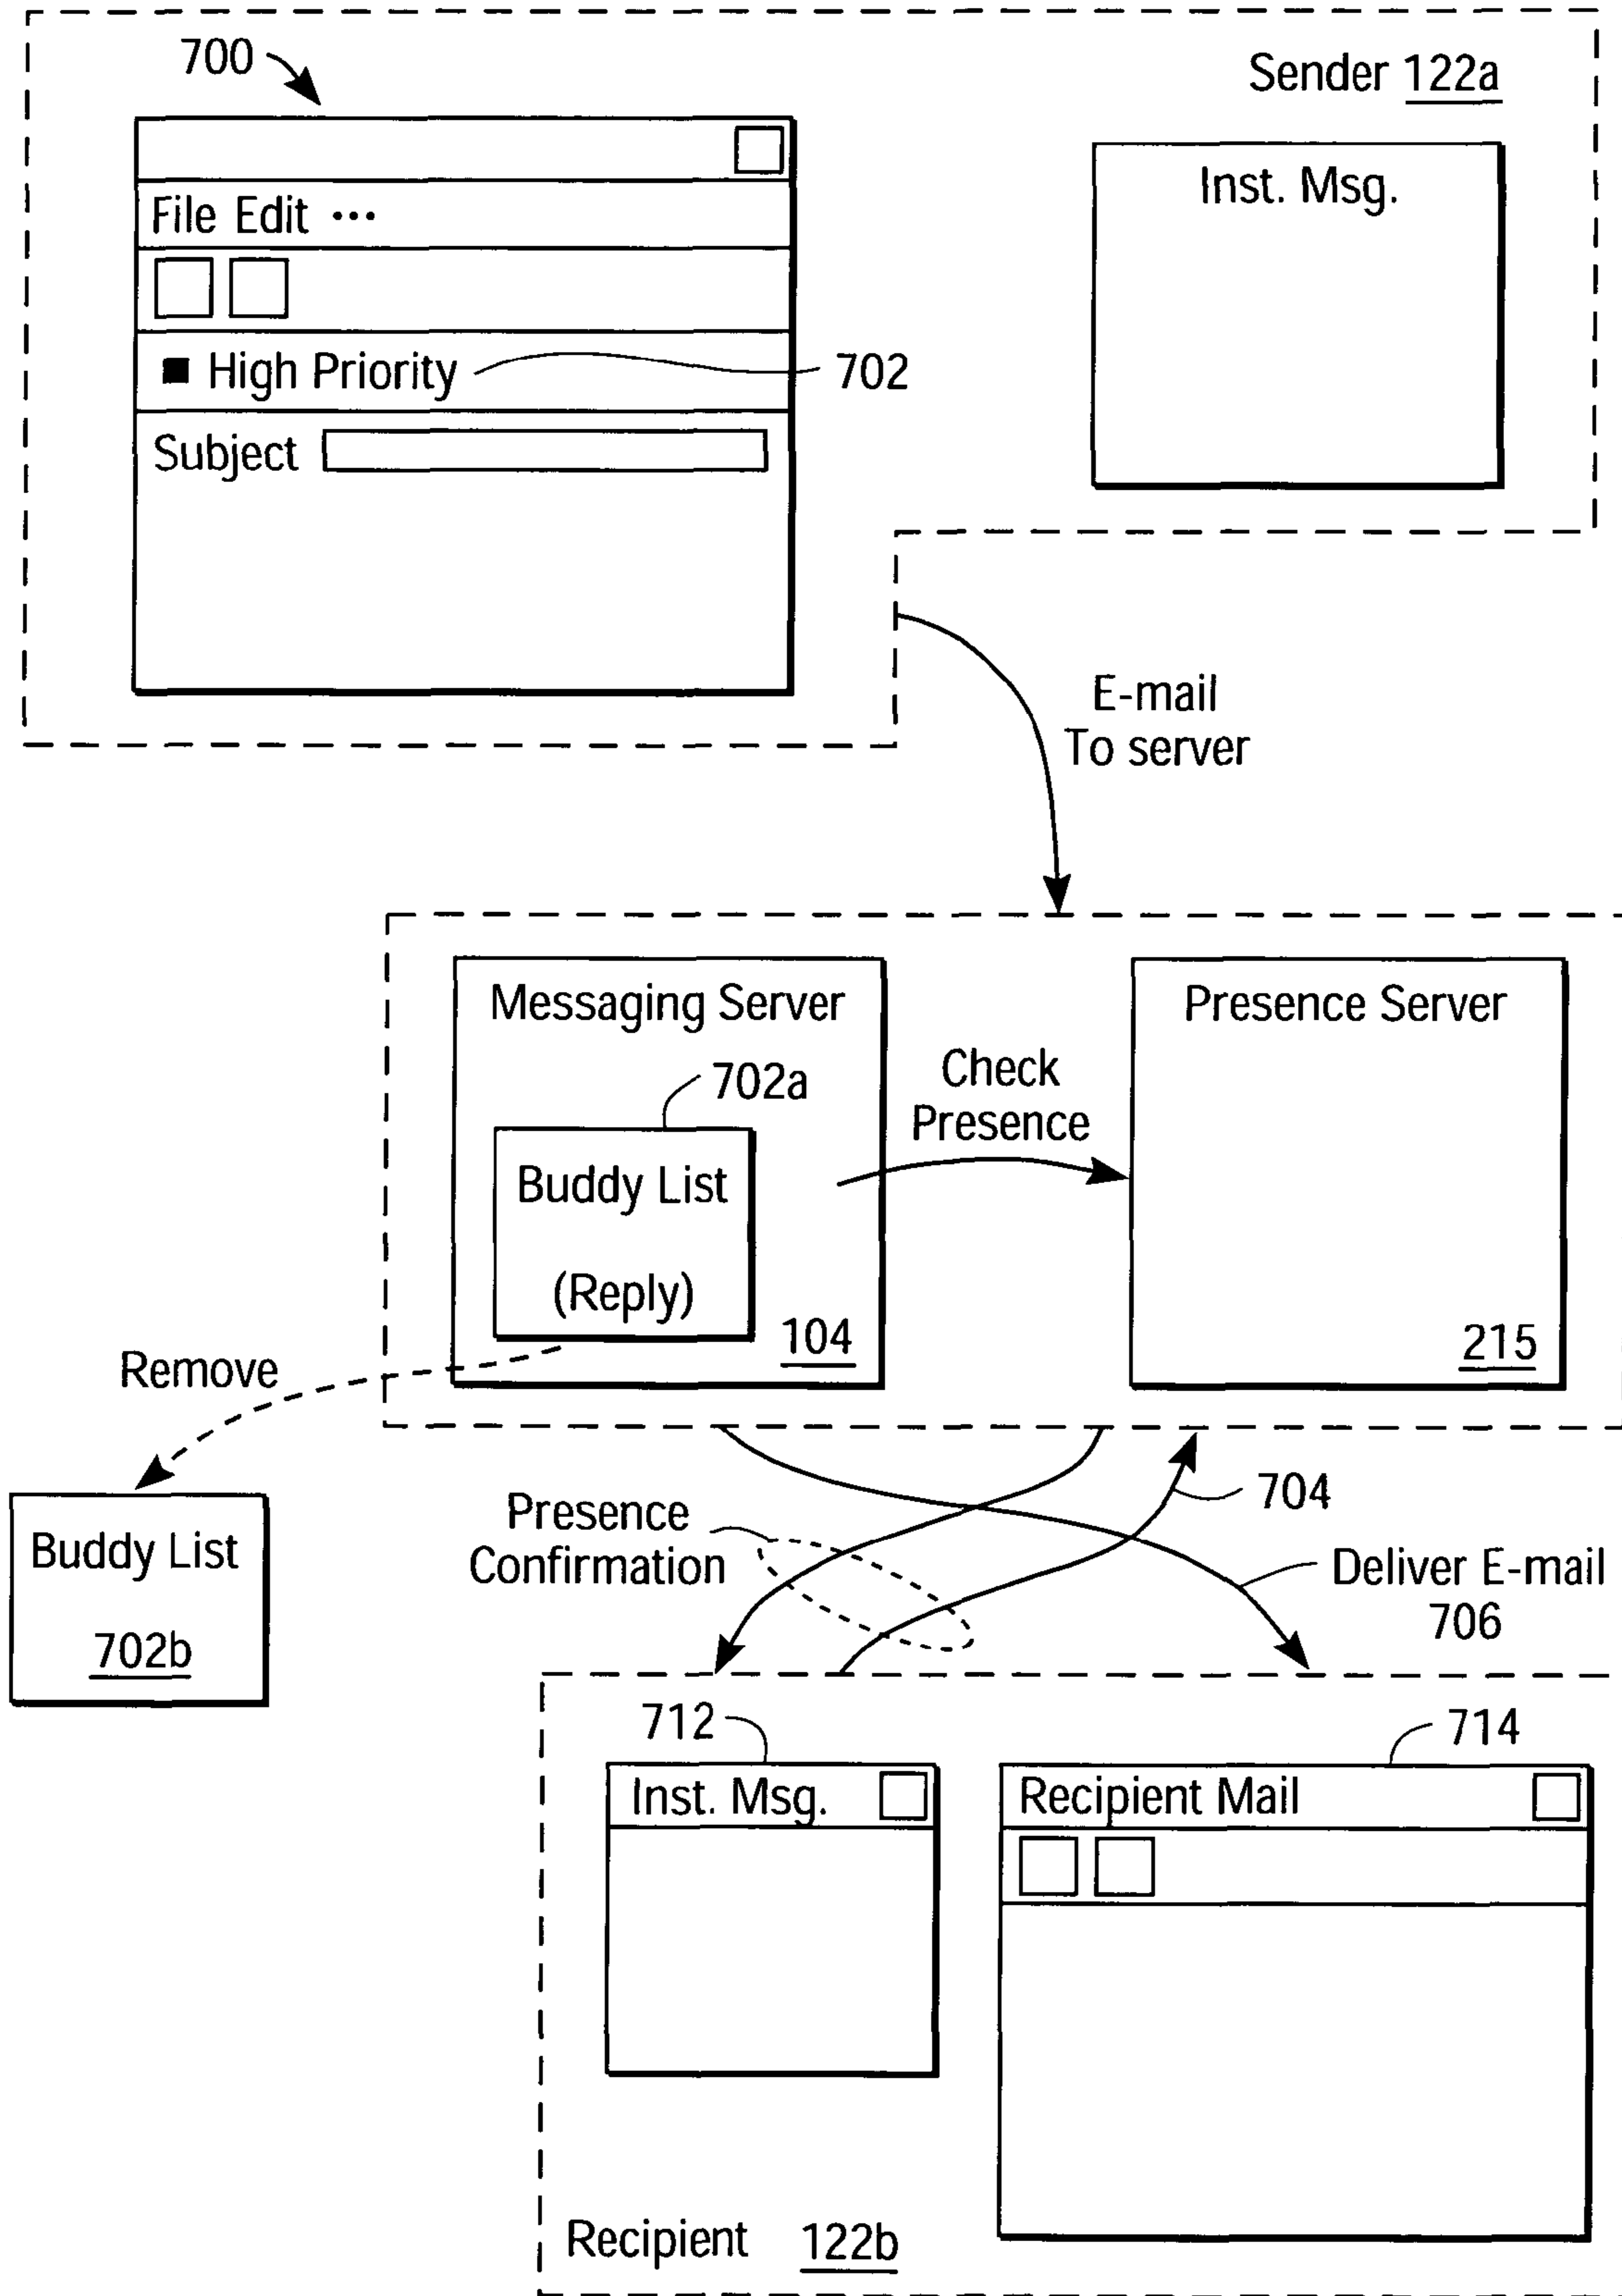 700
Sender 122a
Inst. Msg.
File Edit ...
High Priority
702
Subject
E-mail
To server
Messaging Server
Presence Server
702a
Check
Presence
Buddy List
(Reply)
104
215
Remove
Buddy List
702b
Presence
Confirmation
704
Deliver E-mail
706
712
714
Inst. Msg.
Recipient Mail
Recipient 122b